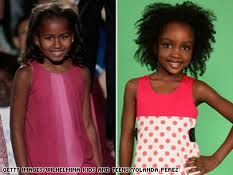 GETTY IMAGES/WILHELMINA KIDS AND TEENS/YOLANDA PEREZ